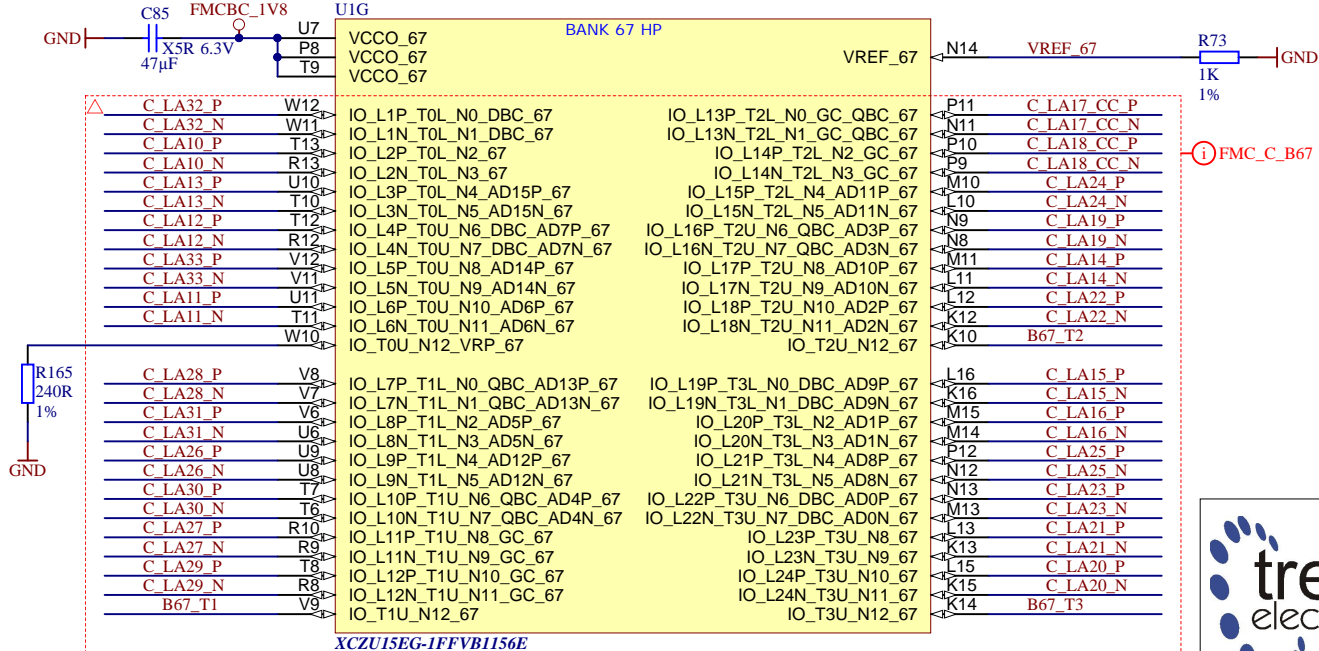 C85
FMCBC_1V8
U1G
GND
X5R 6.3V
47µF
BANK 67 HP
U7 VCCO_67
P8 VCCO_67
T9 VCCO_67
VREF_67 N14 VREF_67
R73
1K
1%
GND
C_LA32_P W12 IO_L1P_T0L_N0_DBC_67
C_LA32_N W11 IO_L1N_T0L_N1_DBC_67
C_LA10_P T13 IO_L2P_T0L_N2_67
C_LA10_N R13 IO_L2N_T0L_N3_67
C_LA13_P U10 IO_L3P_T0L_N4_AD15P_67
C_LA13_N T10 IO_L3N_T0L_N5_AD15N_67
C_LA12_P T12 IO_L4P_T0U_N6_DBC_AD7P_67
C_LA12_N R12 IO_L4N_T0U_N7_DBC_AD7N_67
C_LA33_P V12 IO_L5P_T0U_N8_AD14P_67
C_LA33_N V11 IO_L5N_T0U_N9_AD14N_67
C_LA11_P U11 IO_L6P_T0U_N10_AD6P_67
C_LA11_N T11 IO_L6N_T0U_N11_AD6N_67
W10 IO_T0U_N12_VRP_67
R165
240R
1%
GND
C_LA28_P V8 IO_L7P_T1L_N0_QBC_AD13P_67
C_LA28_N V7 IO_L7N_T1L_N1_QBC_AD13N_67
C_LA31_P V6 IO_L8P_T1L_N2_AD5P_67
C_LA31_N U6 IO_L8N_T1L_N3_AD5N_67
C_LA26_P U9 IO_L9P_T1L_N4_AD12P_67
C_LA26_N U8 IO_L9N_T1L_N5_AD12N_67
C_LA30_P T7 IO_L10P_T1U_N6_QBC_AD4P_67
C_LA30_N T6 IO_L10N_T1U_N7_QBC_AD4N_67
C_LA27_P R10 IO_L11P_T1U_N8_GC_67
C_LA27_N R9 IO_L11N_T1U_N9_GC_67
C_LA29_P T8 IO_L12P_T1U_N10_GC_67
C_LA29_N R8 IO_L12N_T1U_N11_GC_67
B67_T1 V9 IO_T1U_N12_67
IO_L13P_T2L_N0_GC_QBC_67 P11 C_LA17_CC_P
IO_L13N_T2L_N1_GC_QBC_67 N11 C_LA17_CC_N
IO_L14P_T2L_N2_GC_67 P10 C_LA18_CC_P
IO_L14N_T2L_N3_GC_67 P9 C_LA18_CC_N
IO_L15P_T2L_N4_AD11P_67 M10 C_LA24_P
IO_L15N_T2L_N5_AD11N_67 L10 C_LA24_N
IO_L16P_T2U_N6_QBC_AD3P_67 N9 C_LA19_P
IO_L16N_T2U_N7_QBC_AD3N_67 N8 C_LA19_N
IO_L17P_T2U_N8_AD10P_67 M11 C_LA14_P
IO_L17N_T2U_N9_AD10N_67 L11 C_LA14_N
IO_L18P_T2U_N10_AD2P_67 L12 C_LA22_P
IO_L18N_T2U_N11_AD2N_67 K12 C_LA22_N
IO_T2U_N12_67 K10 B67_T2
IO_L19P_T3L_N0_DBC_AD9P_67 L16 C_LA15_P
IO_L19N_T3L_N1_DBC_AD9N_67 K16 C_LA15_N
IO_L20P_T3L_N2_AD1P_67 M15 C_LA16_P
IO_L20N_T3L_N3_AD1N_67 M14 C_LA16_N
IO_L21P_T3L_N4_AD8P_67 P12 C_LA25_P
IO_L21N_T3L_N5_AD8N_67 N12 C_LA25_N
IO_L22P_T3U_N6_DBC_AD0P_67 N13 C_LA23_P
IO_L22N_T3U_N7_DBC_AD0N_67 M13 C_LA23_N
IO_L23P_T3U_N8_67 L13 C_LA21_P
IO_L23N_T3U_N9_67 K13 C_LA21_N
IO_L24P_T3U_N10_67 L15 C_LA20_P
IO_L24N_T3U_N11_67 K15 C_LA20_N
IO_T3U_N12_67 K14 B67_T3
i FMC_C_B67
XCZU15EG-1FFVB1156E
tre
elec